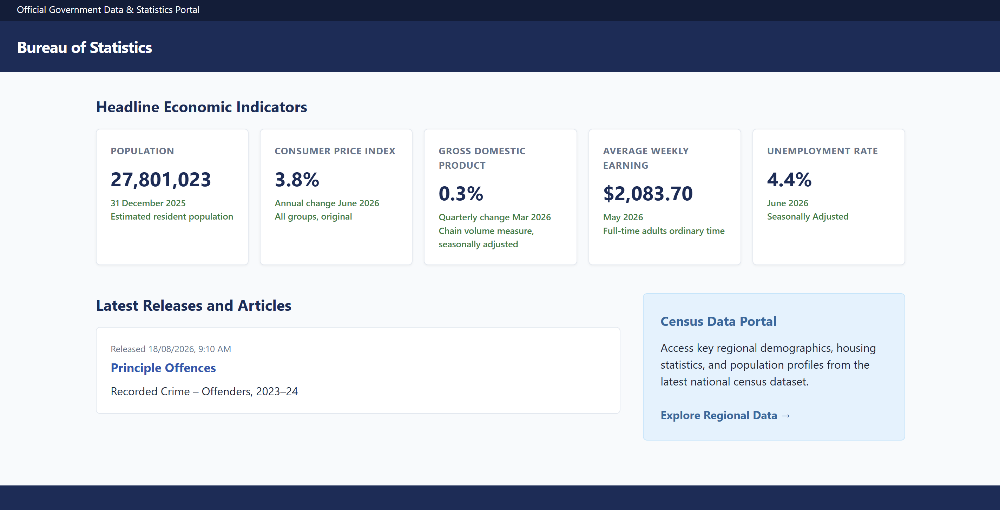 Official Government Data & Statistics Portal
Bureau of Statistics
Headline Economic Indicators
POPULATION
27,801,023
31 December 2025
Estimated resident population
CONSUMER PRICE INDEX
3.8%
Annual change June 2026
All groups, original
GROSS DOMESTIC
PRODUCT
0.3%
Quarterly change Mar 2026
Chain volume measure,
seasonally adjusted
AVERAGE WEEKLY
EARNING
$2,083.70
May 2026
Full-time adults ordinary time
UNEMPLOYMENT RATE
4.4%
June 2026
Seasonally Adjusted
Latest Releases and Articles
Released 18/08/2026, 9:10 AM
Principle Offences
Recorded Crime – Offenders, 2023–24
Census Data Portal
Access key regional demographics, housing
statistics, and population profiles from the
latest national census dataset.
Explore Regional Data →